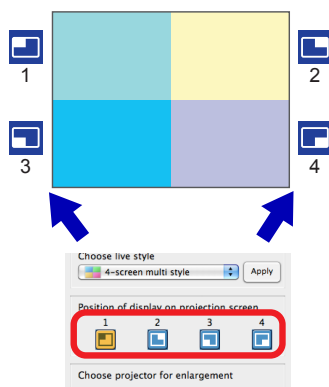 1
2
3
4
Choose live style
4-screen multi style
Apply
Position of display on projection screen
1 2 3 4
Choose projector for enlargement